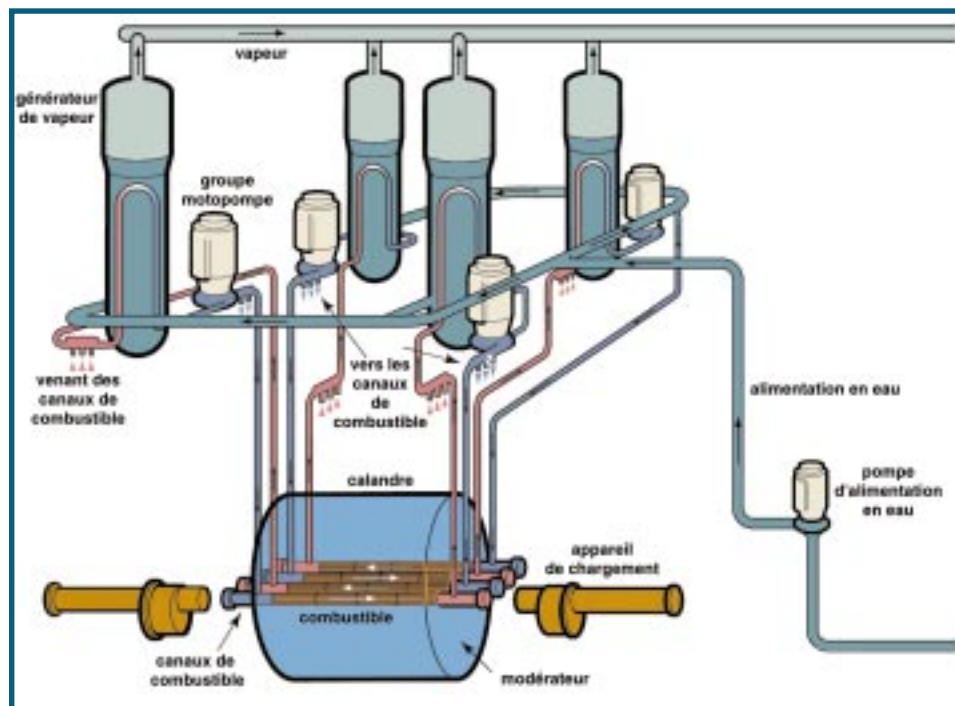 vapeur
générateur
de vapeur
groupe
motopompe
venant des
canaux de
combustible
vers les
canaux
de
combustible
alimentation en eau
pompe
d'alimentation
en eau
calandre
appareil
de chargement
combustible
canaux de
combustible
modérateur